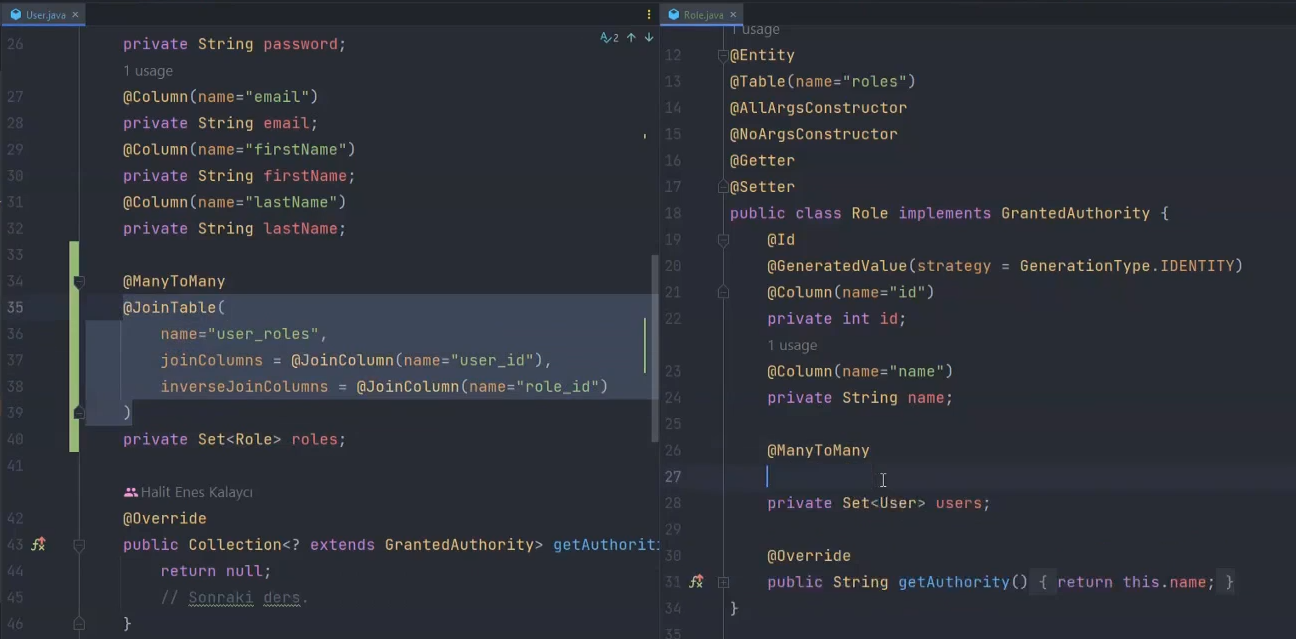 User.java
26 private String password;
1 usage
27 @Column(name="email")
28 private String email;
29 @Column(name="firstName")
30 private String firstName;
31 @Column(name="lastName")
32 private String lastName;
33
34 @ManyToMany
35 @JoinTable(
36 name="user_roles",
37 joinColumns = @JoinColumn(name="user_id"),
38 inverseJoinColumns = @JoinColumn(name="role_id")
39 )
40 private Set<Role> roles;
41
Halit Enes Kalaycı
42 @Override
43 public Collection<? extends GrantedAuthority> getAuthoriti
44 return null;
45 // Sonraki ders.
46 }
2
Role.java
1 usage
12 @Entity
13 @Table(name="roles")
14 @AllArgsConstructor
15 @NoArgsConstructor
16 @Getter
17 @Setter
18 public class Role implements GrantedAuthority {
19 @Id
20 @GeneratedValue(strategy = GenerationType.IDENTITY)
21 @Column(name="id")
22 private int id;
1 usage
23 @Column(name="name")
24 private String name;
25
26 @ManyToMany
27
28 private Set<User> users;
29
30 @Override
31 public String getAuthority() { return this.name; }
34 }
35